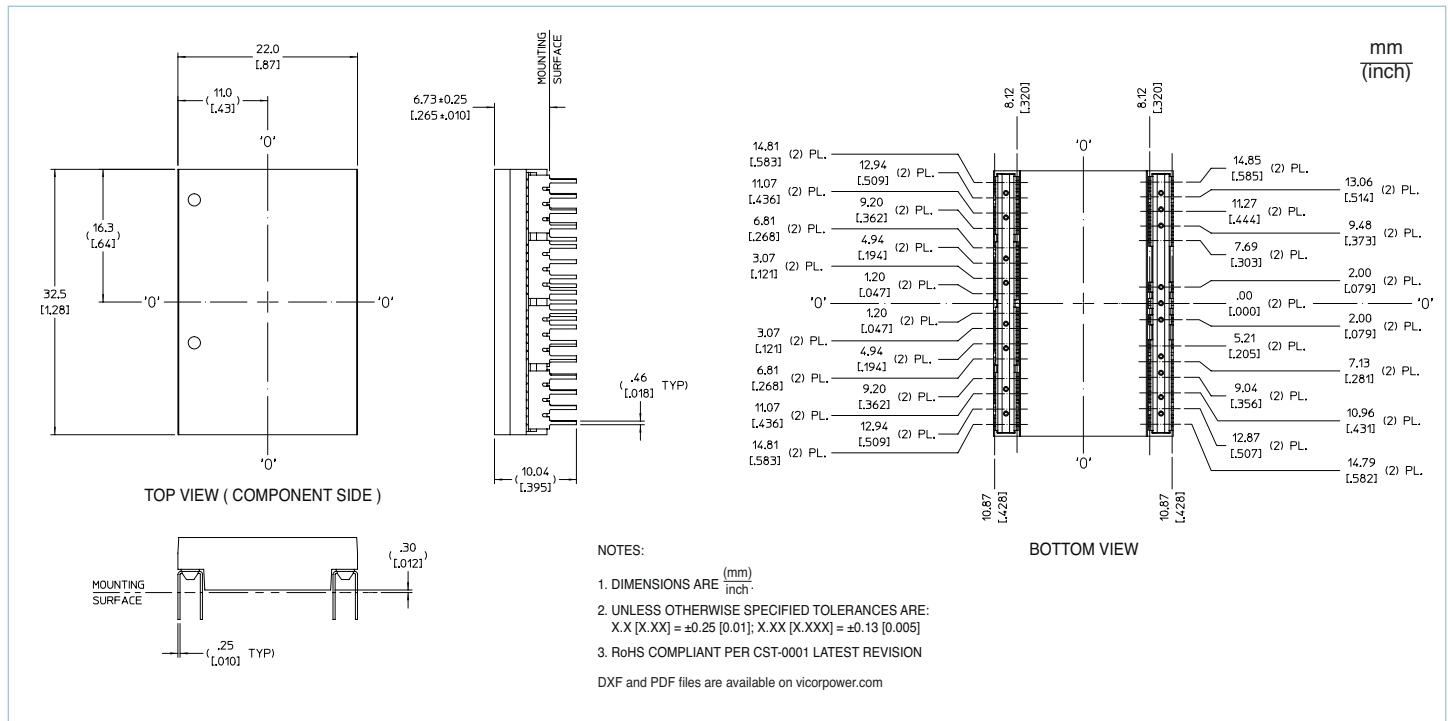 22.0
[.87]
11.0
( [.43] )
'0'
16.3
( [.64] )
32.5
[1.28]
'0'
'0'
'0'
TOP VIEW ( COMPONENT SIDE )
MOUNTING
SURFACE
6.73±0.25
[.265±.010]
.46
( [.018] TYP)
10.04
( [.395] )
MOUNTING
SURFACE
.30
( [.012] )
.25
( [.010] TYP)
mm
(inch)
8.12
[.320]
8.12
[.320]
'0'
14.81
[.583] (2) PL.
12.94
[.509] (2) PL.
11.07
[.436] (2) PL.
9.20
[.362] (2) PL.
6.81
[.268] (2) PL.
4.94
[.194] (2) PL.
3.07
[.121] (2) PL.
1.20
[.047] (2) PL.
'0'
1.20
[.047] (2) PL.
3.07
[.121] (2) PL.
4.94
[.194] (2) PL.
6.81
[.268] (2) PL.
9.20
[.362] (2) PL.
11.07
[.436] (2) PL.
12.94
[.509] (2) PL.
14.81
[.583] (2) PL.
14.85
[.585] (2) PL.
13.06
[.514] (2) PL.
11.27
[.444] (2) PL.
9.48
[.373] (2) PL.
7.69
[.303] (2) PL.
2.00
[.079] (2) PL.
.00
[.000] (2) PL.
'0'
2.00
[.079] (2) PL.
5.21
[.205] (2) PL.
7.13
[.281] (2) PL.
9.04
[.356] (2) PL.
10.96
[.431] (2) PL.
12.87
[.507] (2) PL.
14.79
[.582] (2) PL.
'0'
10.87
[.428]
10.87
[.428]
BOTTOM VIEW
NOTES:
1. DIMENSIONS ARE (mm)
inch.
2. UNLESS OTHERWISE SPECIFIED TOLERANCES ARE:
X.X [X.XX] = ±0.25 [0.01]; X.XX [X.XXX] = ±0.13 [0.005]
3. RoHS COMPLIANT PER CST-0001 LATEST REVISION
DXF and PDF files are available on vicorpower.com